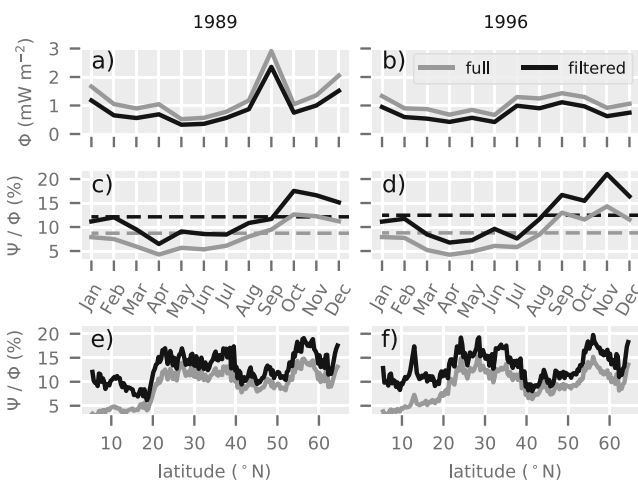 1989 1996
a) b) full filtered
Φ (mW m⁻²)
3
2
1
0
c) d)
Ψ / Φ (%)
20
15
10
5
Jan Feb Mar Apr May Jun Jul Aug Sep Oct Nov Dec
Jan Feb Mar Apr May Jun Jul Aug Sep Oct Nov Dec
e) f)
Ψ / Φ (%)
20
15
10
5
10 20 30 40 50 60
10 20 30 40 50 60
latitude (°N) latitude (°N)